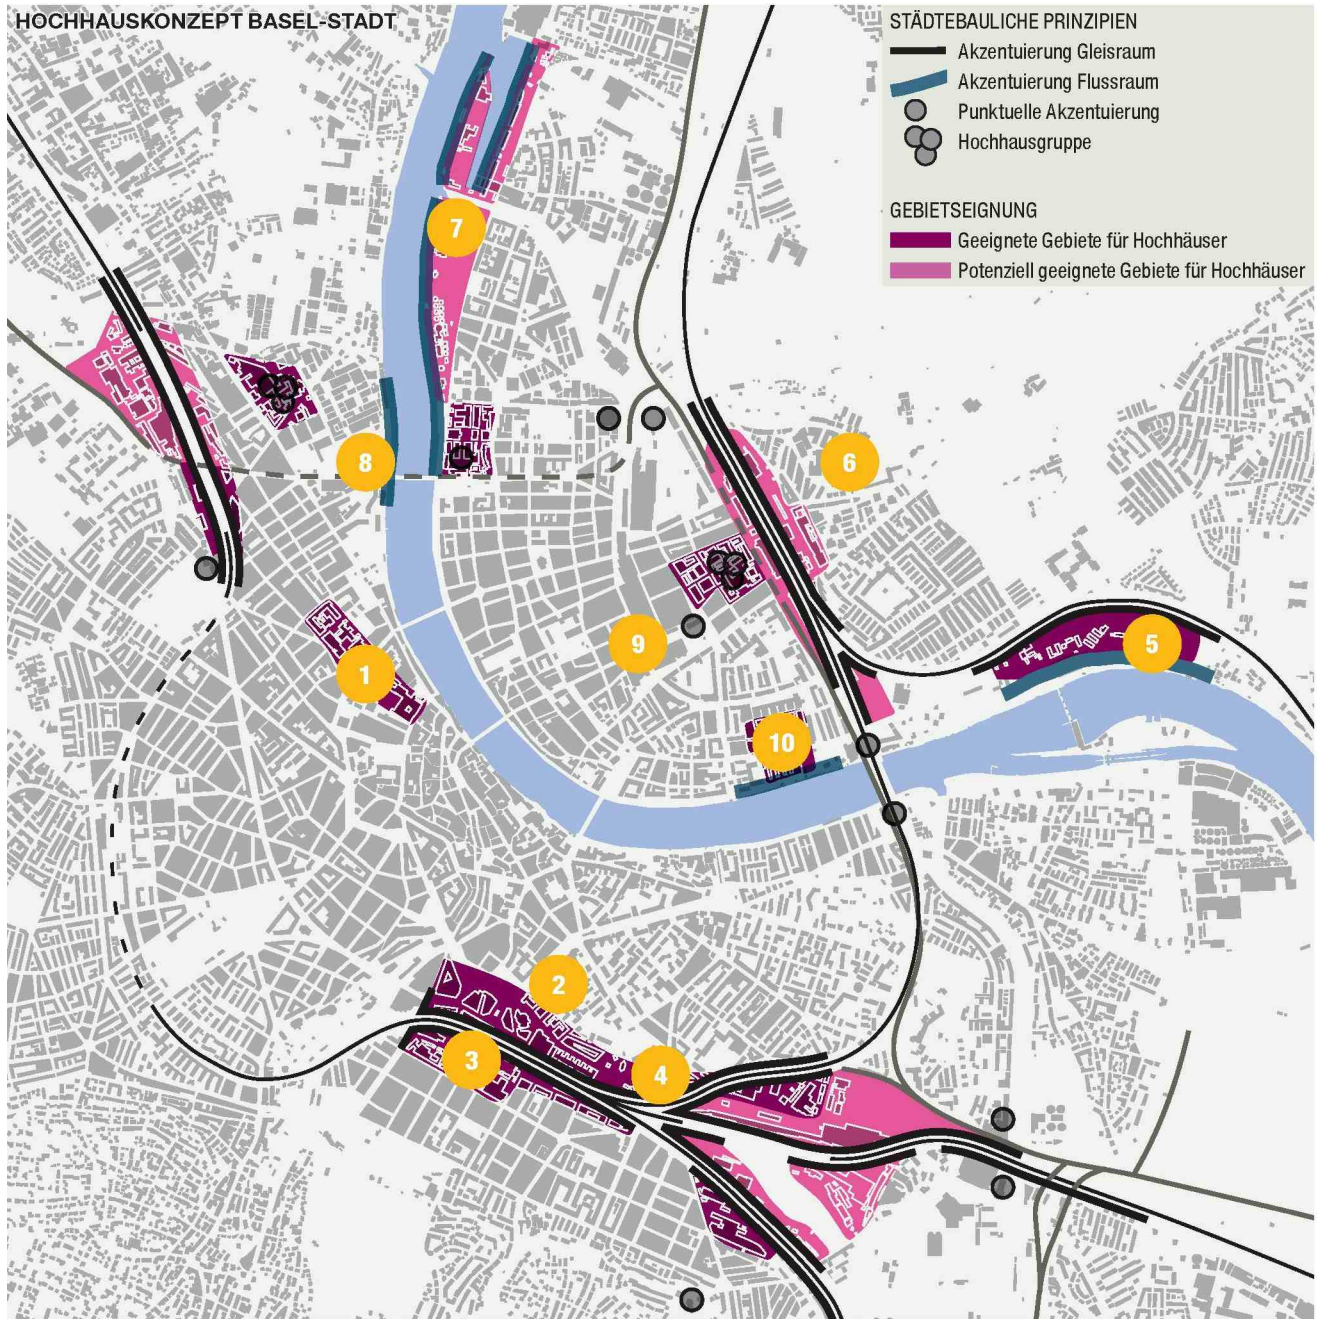 HOCHHAUSKONZEPT BASEL-STADT
STÄDTEBAULICHE PRINZIPIEN
Akzentuierung Gleisraum
Akzentuierung Flussraum
Punktuelle Akzentuierung
Hochhausgruppe
GEBIETSEIGNUNG
Geeignete Gebiete für Hochhäuser
Potenziell geeignete Gebiete für Hochhäuser
7
8
6
9
5
1
10
2
3
4